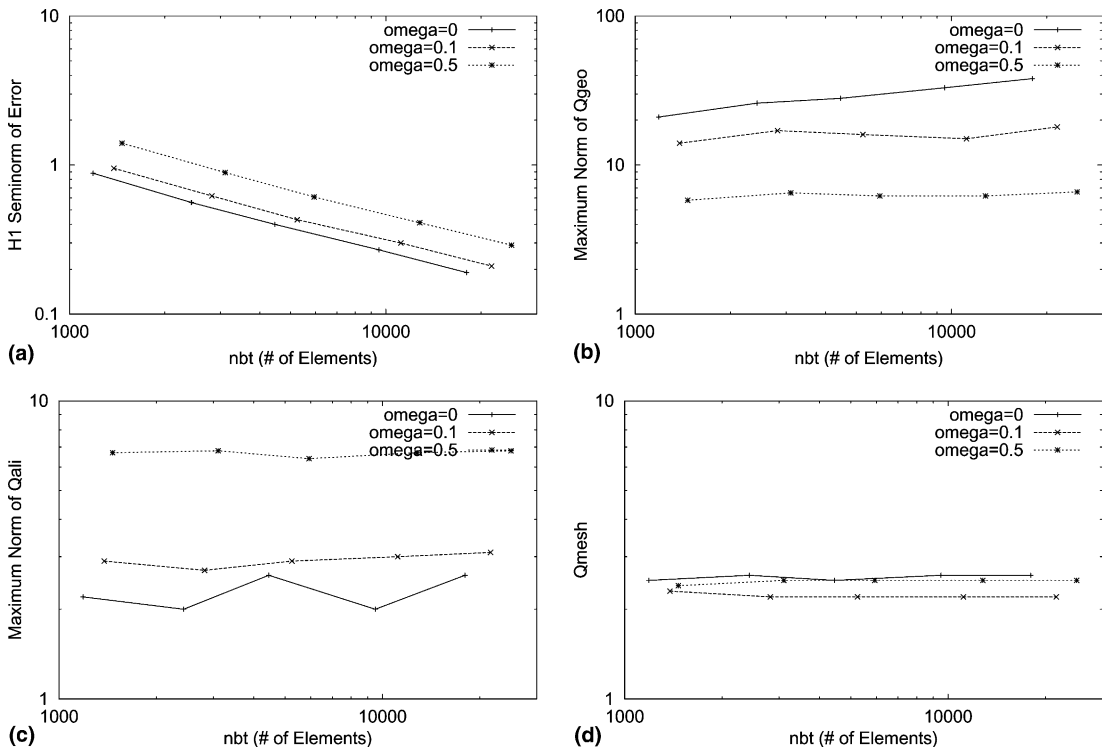 10
1
0.1
1000
10000
H1 Seminorm of Error
nbt (# of Elements)
omega=0
omega=0.1
omega=0.5
(a)
100
10
1
1000
10000
Maximum Norm of Qgeo
nbt (# of Elements)
omega=0
omega=0.1
omega=0.5
(b)
10
1
1000
10000
Maximum Norm of Qali
nbt (# of Elements)
omega=0
omega=0.1
omega=0.5
(c)
10
1
1000
10000
Qmesh
nbt (# of Elements)
omega=0
omega=0.1
omega=0.5
(d)